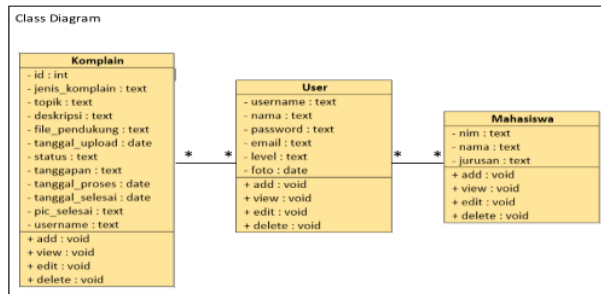 Class Diagram
Komplain
- id : int
- jenis_komplain : text
- topik : text
- deskripsi : text
- file_pendukung : text
- tanggal_upload : date
- status : text
- tanggapan : text
- tanggal_proses : date
- tanggal_selesai : date
- pic_selesai : text
- username : text
+ add : void
+ view : void
+ edit : void
+ delete : void
* *
User
- username : text
- nama : text
- password : text
- email : text
- level : text
- foto : date
+ add : void
+ view : void
+ edit : void
+ delete : void
* *
Mahasiswa
- nim : text
- nama : text
- jurusan : text
+ add : void
+ view : void
+ edit : void
+ delete : void